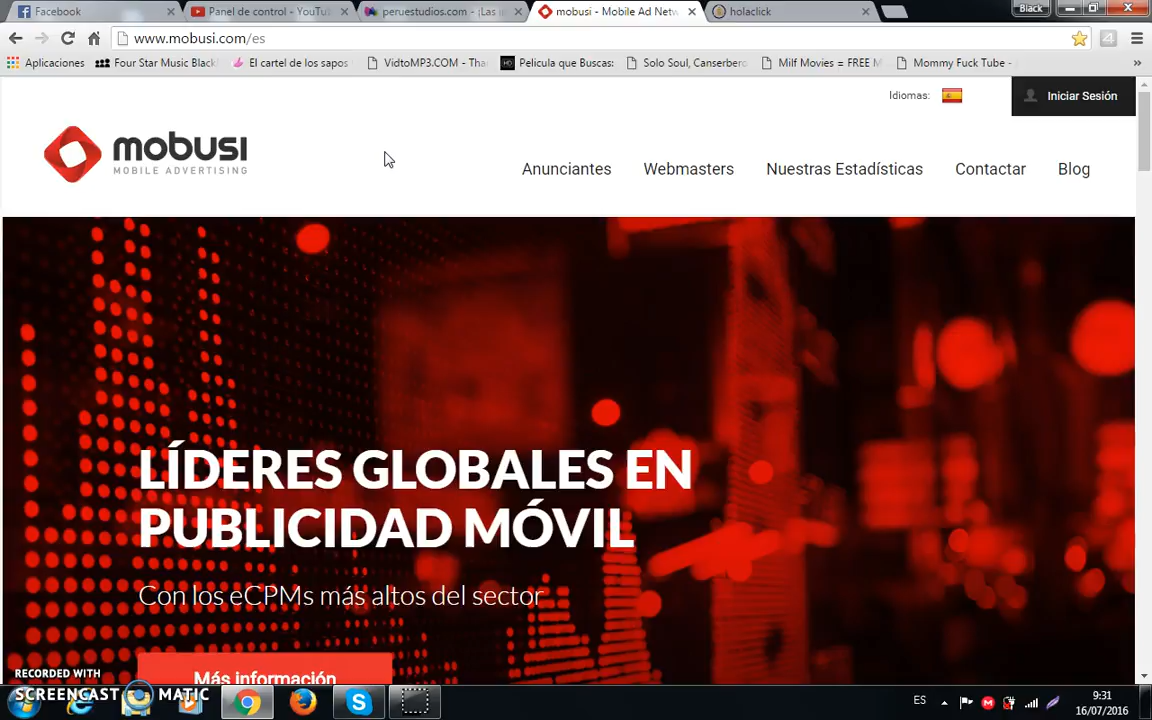 Facebook
Panel de control - YouTu
peruestudios.com - ¡Las i
mobusi - Mobile Ad Netw
holaclick
Black
www.mobusi.com/es
Aplicaciones
Four Star Music Black
El cartel de los sapos
VidtoMP3.COM - Tha
HD
Pelicula que Buscas:
Solo Soul, Canserbero
Milf Movies = FREE M
Mommy Fuck Tube -
»
Idiomas:
Iniciar Sesión
mobusi
MOBILE ADVERTISING
Anunciantes
Webmasters
Nuestras Estadísticas
Contactar
Blog
LÍDERES GLOBALES EN
PUBLICIDAD MÓVIL
Con los eCPMs más altos del sector
Más información
RECORDED WITH
SCREENCAST MATIC
ES
9:31
16/07/2016